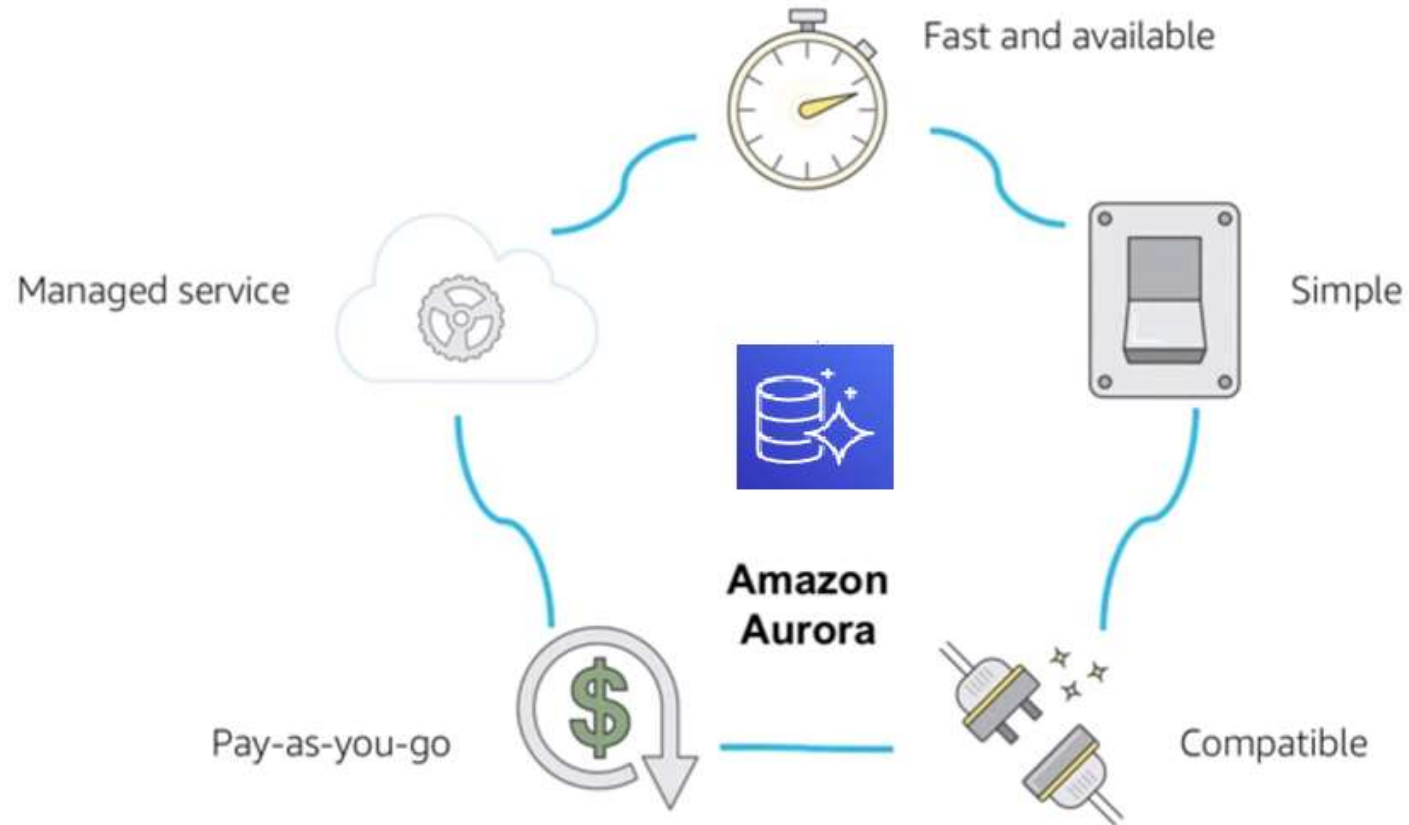 Fast and available
Managed service
Simple
Amazon
Aurora
Pay-as-you-go
Compatible